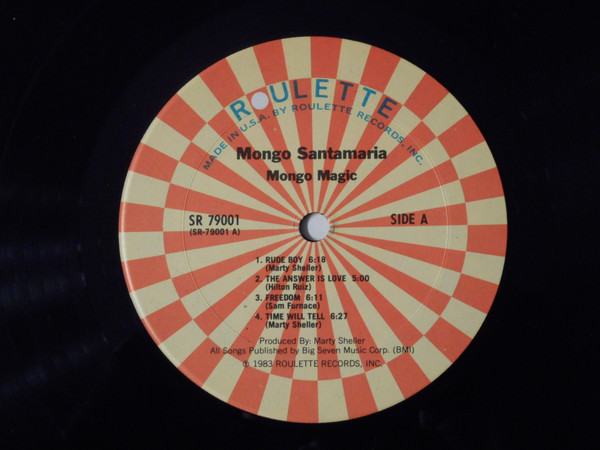 ROULETTE
MADE IN U.S.A. BY ROULETTE RECORDS, INC.
Mongo Santamaria
Mongo Magic
SR 79001
(SR-79001 A)
SIDE A
1. RUDE BOY 6:18
(Marty Sheller)
2. THE ANSWER IS LOVE 5:00
(Hilton Ruiz)
3. FREEDOM 6:11
(Sam Furnace)
4. TIME WILL TELL 6:27
(Marty Sheller)
Produced By: Marty Sheller
All Songs Published by Big Seven Music Corp. (BMI)
℗ 1983 ROULETTE RECORDS, INC.